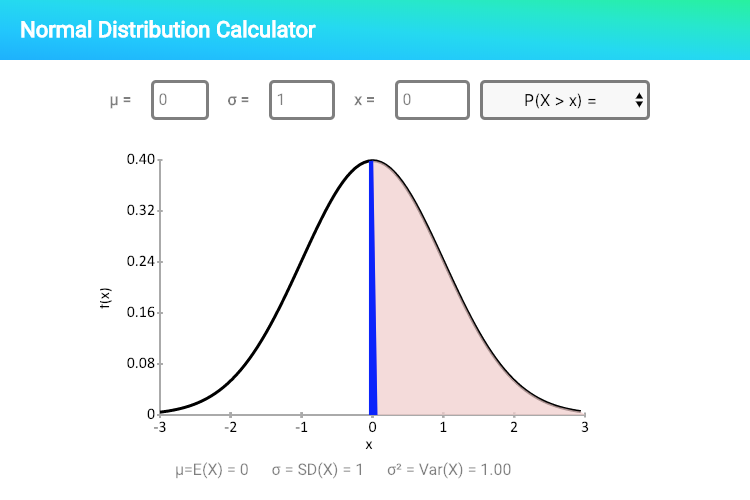 Normal Distribution Calculator
μ = 0 σ = 1 x = 0 P(X > x) =
0.40
0.32
0.24
0.16
0.08
0
f(x)
-3 -2 -1 0 1 2 3
x
μ=E(X) = 0 σ = SD(X) = 1 σ² = Var(X) = 1.00